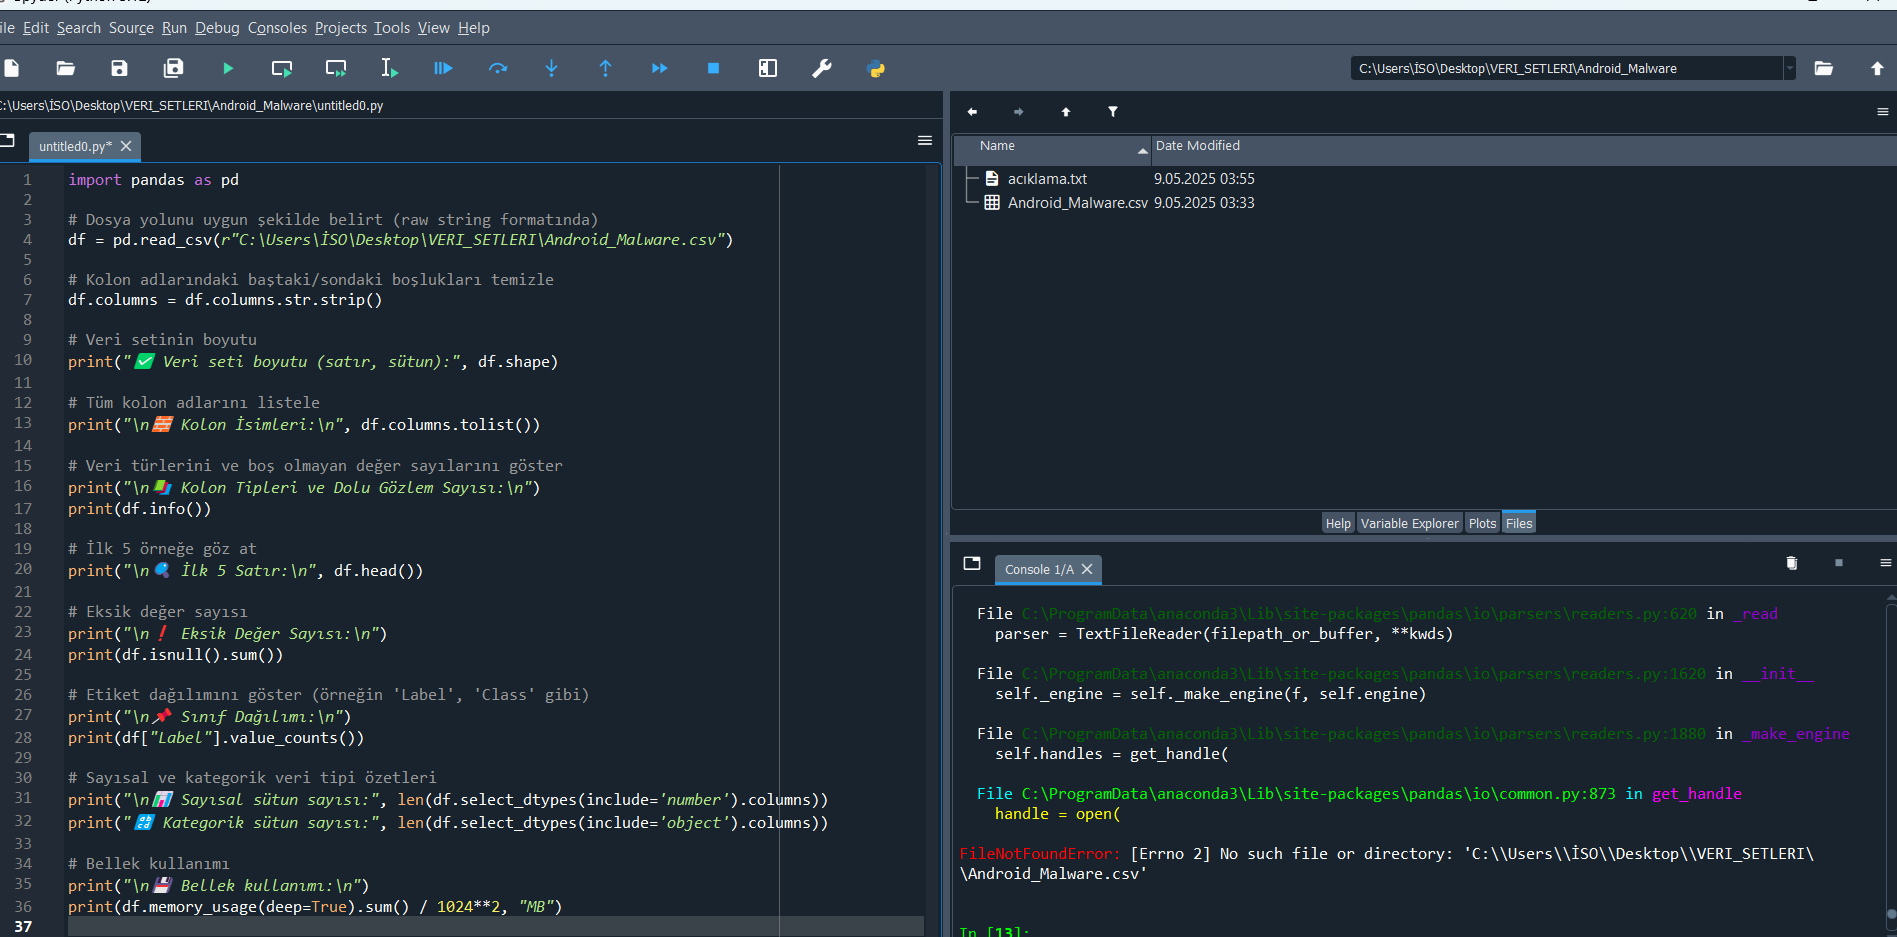 Edit Search Source Run Debug Consoles Projects Tools View Help
C:\Users\İSO\Desktop\VERI_SETLERI\Android_Malware
C:\Users\İSO\Desktop\VERI_SETLERI\Android_Malware\untitled0.py
untitled0.py*
1 import pandas as pd
2
3 # Dosya yolunu uygun şekilde belirt (raw string formatında)
4 df = pd.read_csv(r"C:\Users\İSO\Desktop\VERI_SETLERI\Android_Malware.csv")
5
6 # Kolon adlarındaki baştaki/sondaki boşlukları temizle
7 df.columns = df.columns.str.strip()
8
9 # Veri setinin boyutu
10 print("✅ Veri seti boyutu (satır, sütun):", df.shape)
11
12 # Tüm kolon adlarını listele
13 print("\n🧱 Kolon İsimleri:\n", df.columns.tolist())
14
15 # Veri türlerini ve boş olmayan değer sayılarını göster
16 print("\n📚 Kolon Tipleri ve Dolu Gözlem Sayısı:\n")
17 print(df.info())
18
19 # İlk 5 örneğe göz at
20 print("\n🔍 İlk 5 Satır:\n", df.head())
21
22 # Eksik değer sayısı
23 print("\n❗ Eksik Değer Sayısı:\n")
24 print(df.isnull().sum())
25
26 # Etiket dağılımını göster (örneğin 'Label', 'Class' gibi)
27 print("\n📌 Sınıf Dağılımı:\n")
28 print(df["Label"].value_counts())
29
30 # Sayısal ve kategorik veri tipi özetleri
31 print("\n📊 Sayısal sütun sayısı:", len(df.select_dtypes(include='number').columns))
32 print("🔡 Kategorik sütun sayısı:", len(df.select_dtypes(include='object').columns))
33
34 # Bellek kullanımı
35 print("\n💾 Bellek kullanımı:\n")
36 print(df.memory_usage(deep=True).sum() / 1024**2, "MB")
37
Name Date Modified
acıklama.txt 9.05.2025 03:55
Android_Malware.csv 9.05.2025 03:33
Help Variable Explorer Plots Files
Console 1/A
File C:\ProgramData\anaconda3\Lib\site-packages\pandas\io\parsers\readers.py:620 in _read
parser = TextFileReader(filepath_or_buffer, **kwds)
File C:\ProgramData\anaconda3\Lib\site-packages\pandas\io\parsers\readers.py:1620 in __init__
self._engine = self._make_engine(f, self.engine)
File C:\ProgramData\anaconda3\Lib\site-packages\pandas\io\parsers\readers.py:1880 in _make_engine
self.handles = get_handle(
File C:\ProgramData\anaconda3\Lib\site-packages\pandas\io\common.py:873 in get_handle
handle = open(
FileNotFoundError: [Errno 2] No such file or directory: 'C:\\Users\\İSO\\Desktop\\VERI_SETLERI\
\Android_Malware.csv'
In [13]: